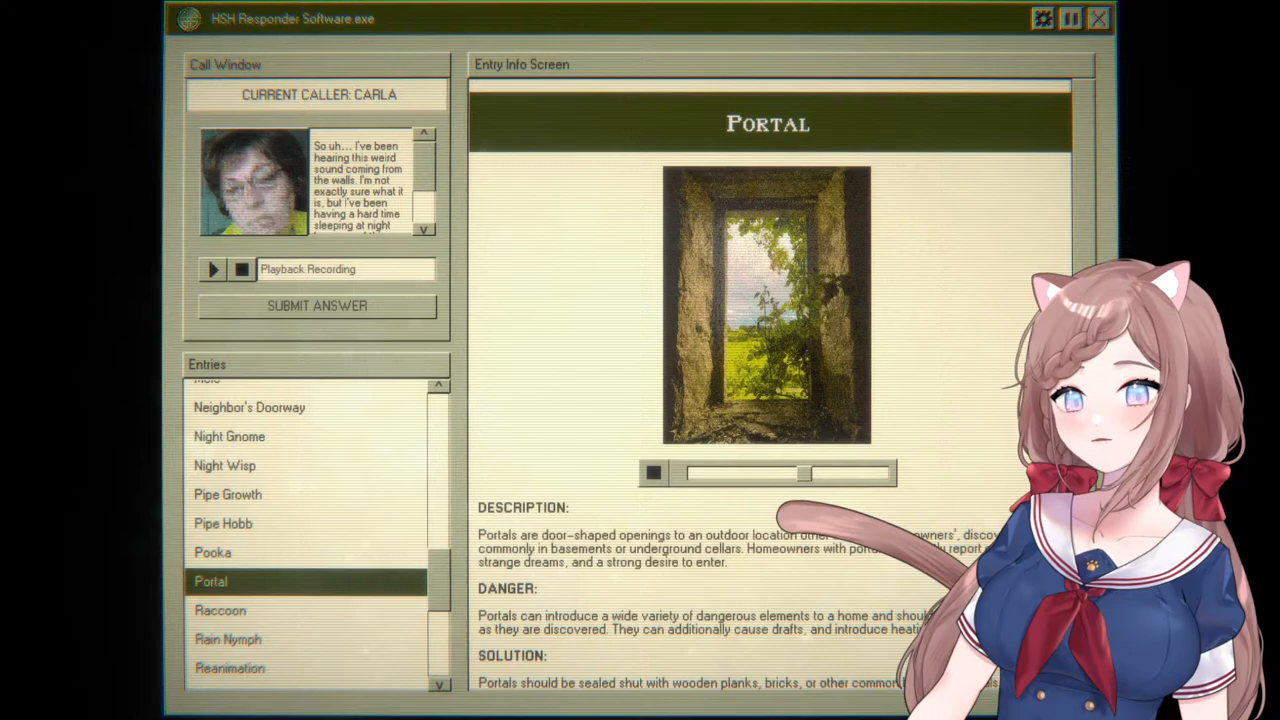 HSH Responder Software.exe
Call Window
CURRENT CALLER: CARLA
So uh... I've been
hearing this weird
sound coming from
the walls. I'm not
exactly sure what it
is, but I've been
having a hard time
sleeping at night
Playback Recording
SUBMIT ANSWER
Entries
Neighbor's Doorway
Night Gnome
Night Wisp
Pipe Growth
Pipe Hobb
Pooka
Portal
Raccoon
Rain Nymph
Reanimation
Entry Info Screen
PORTAL
DESCRIPTION:
Portals are door-shaped openings to an outdoor location other
commonly in basements or underground cellars. Homeowners with
strange dreams, and a strong desire to enter.
DANGER:
Portals can introduce a wide variety of dangerous elements to a home and
as they are discovered. They can additionally cause drafts, and introduce
SOLUTION:
Portals should be sealed shut with wooden planks, bricks, or other